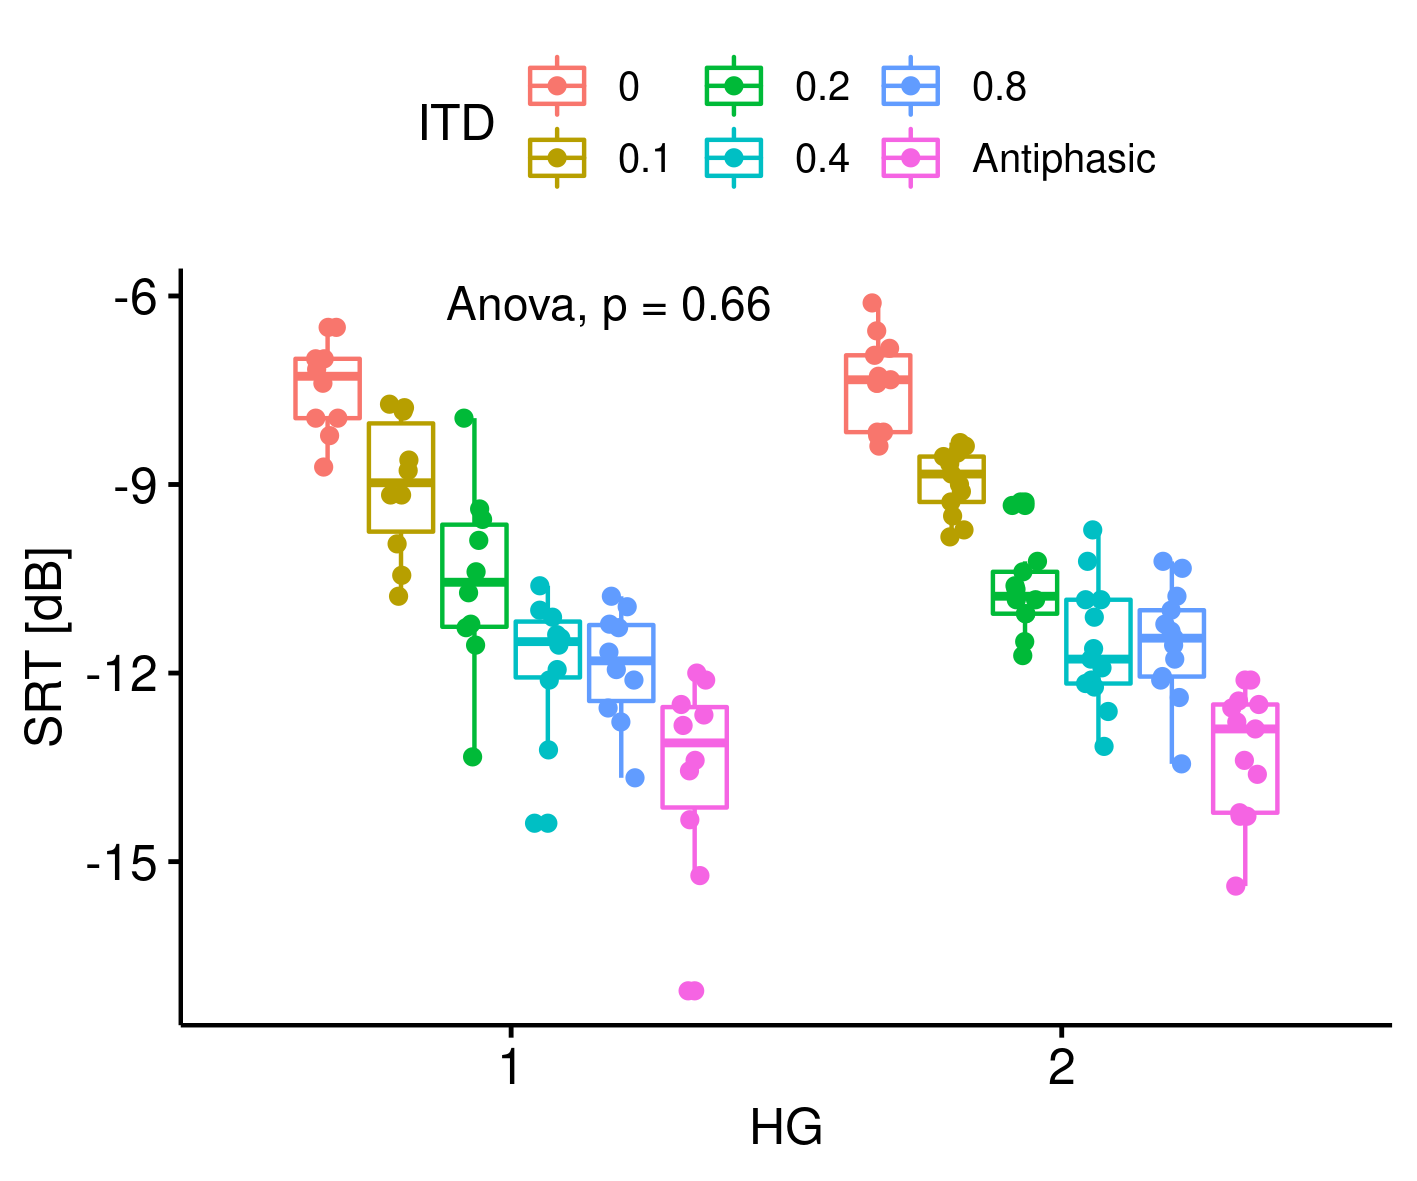 ITD
0 0.2 0.8
0.1 0.4 Antiphasic
Anova, p = 0.66
-6
-9
-12
-15
SRT [dB]
1 2
HG